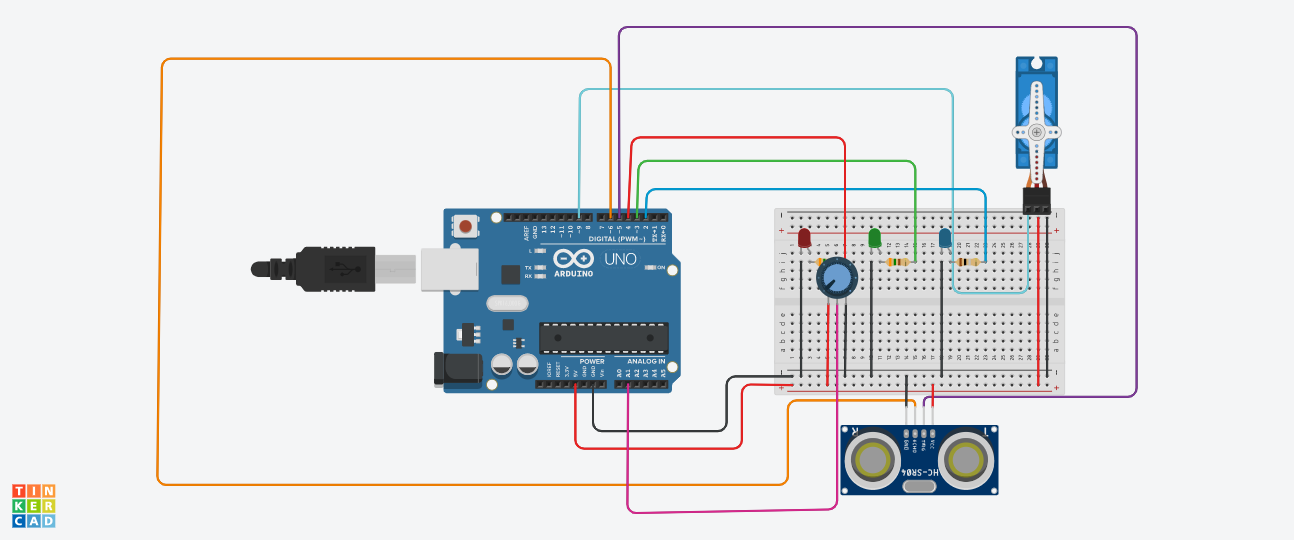 AREF
GND
13
12
~11
~10
~9
8
7
~6
~5
4
~3
2
TX→1
RX←0
DIGITAL (PWM~)
L
TX
RX
ARDUINO
UNO
ON
POWER
ANALOG IN
IOREF
RESET
3.3V
5V
GND
GND
Vin
A0
A1
A2
A3
A4
A5
GND
ECHO
TRIG
VCC
R
T
HC-SR04
TIN
KER
CAD